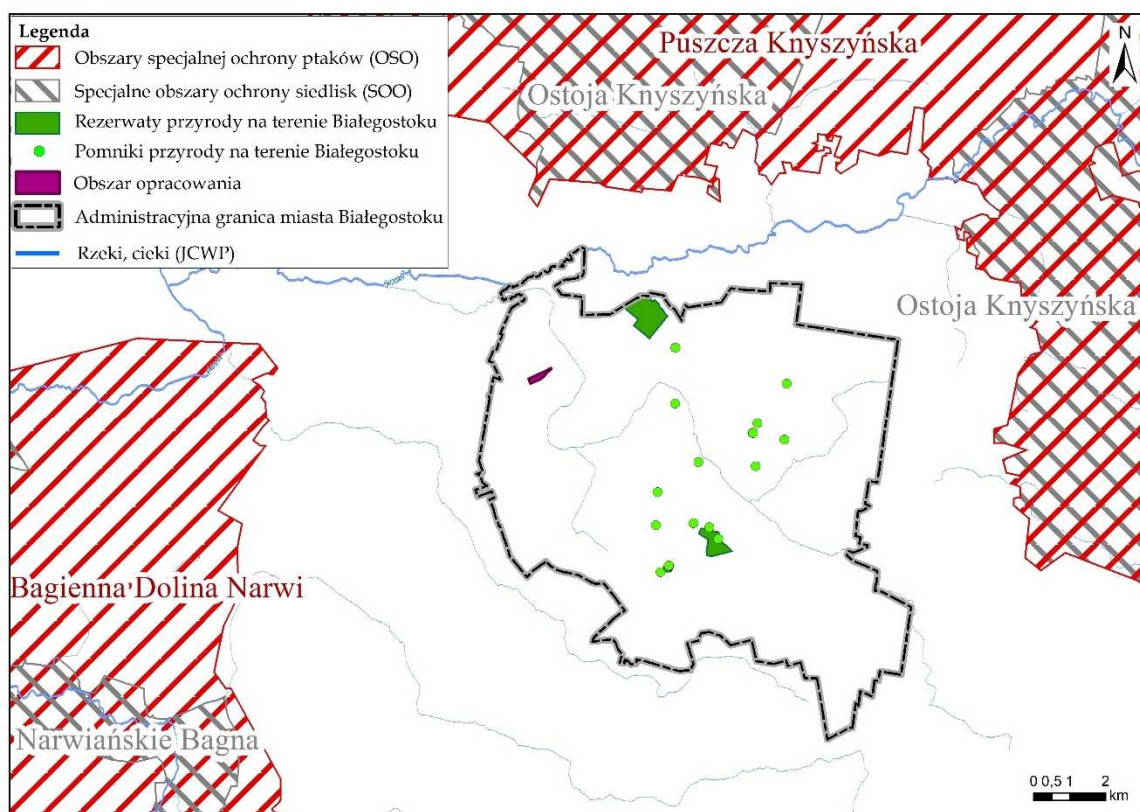 Legenda
Obszary specjalnej ochrony ptaków (OSO)
Specjalne obszary ochrony siedlisk (SOO)
Rezerwaty przyrody na terenie Białegostoku
Pomniki przyrody na terenie Białegostoku
Obszar opracowania
Administracyjna granica miasta Białegostoku
Rzeki, cieki (JCWP)
Puszcza Knyszyńska
N
Ostoja Knyszyńska
Ostoja Knyszyńska
Bagienna Dolina Narwi
Narwiańskie Bagna
0 0,5 1 2
km